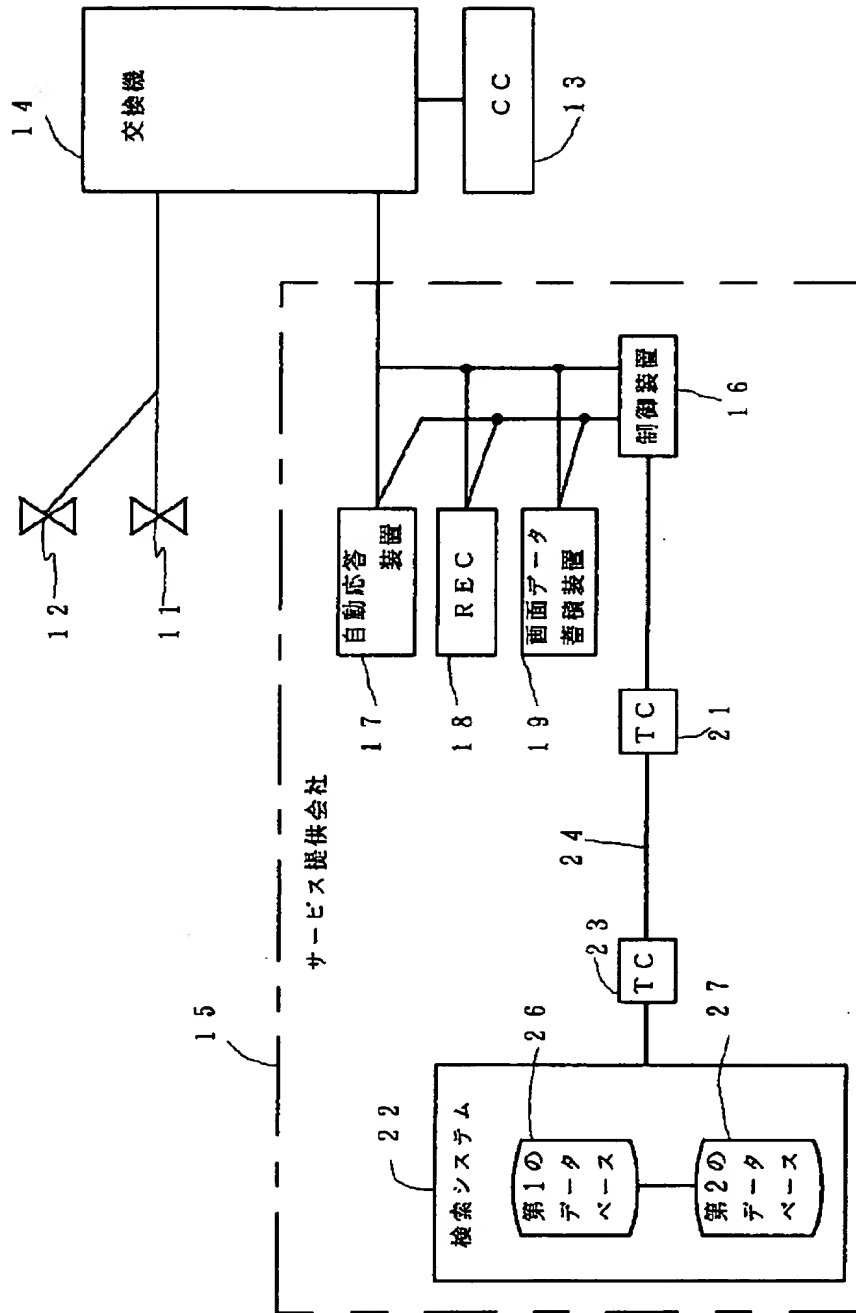 １２
１１
交換機
１４
ＣＣ
１３
１５
サービス提供会社
自動応答
装置
１７
ＲＥＣ
１８
画面データ
蓄積装置
１９
制御装置
１６
ＴＣ
２１
２４
ＴＣ
２３
検索システム
２２
第１の
データ
ベース
２６
第２の
データ
ベース
２７